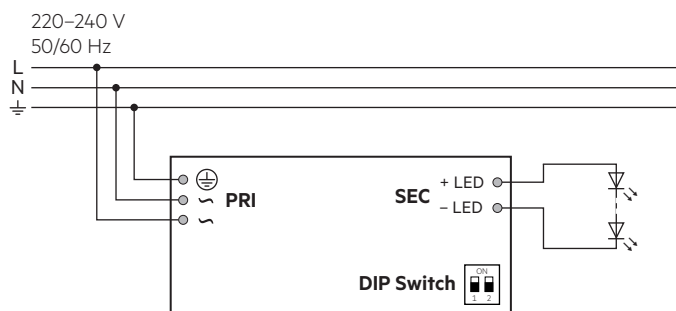 220–240 V
50/60 Hz
L
N
PRI
SEC
+ LED
– LED
DIP Switch
ON
1 2